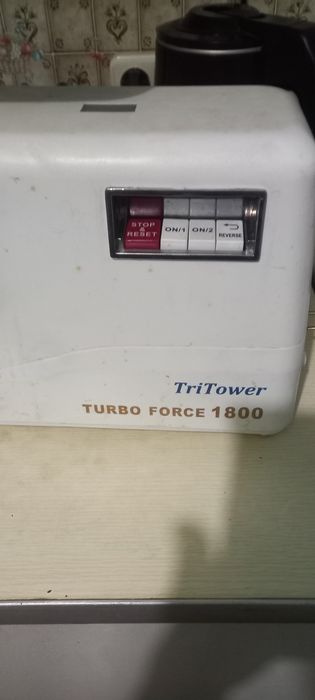 STOP
&
RESET
ON/1
ON/2
REVERSE
TriTower
TURBO FORCE 1800